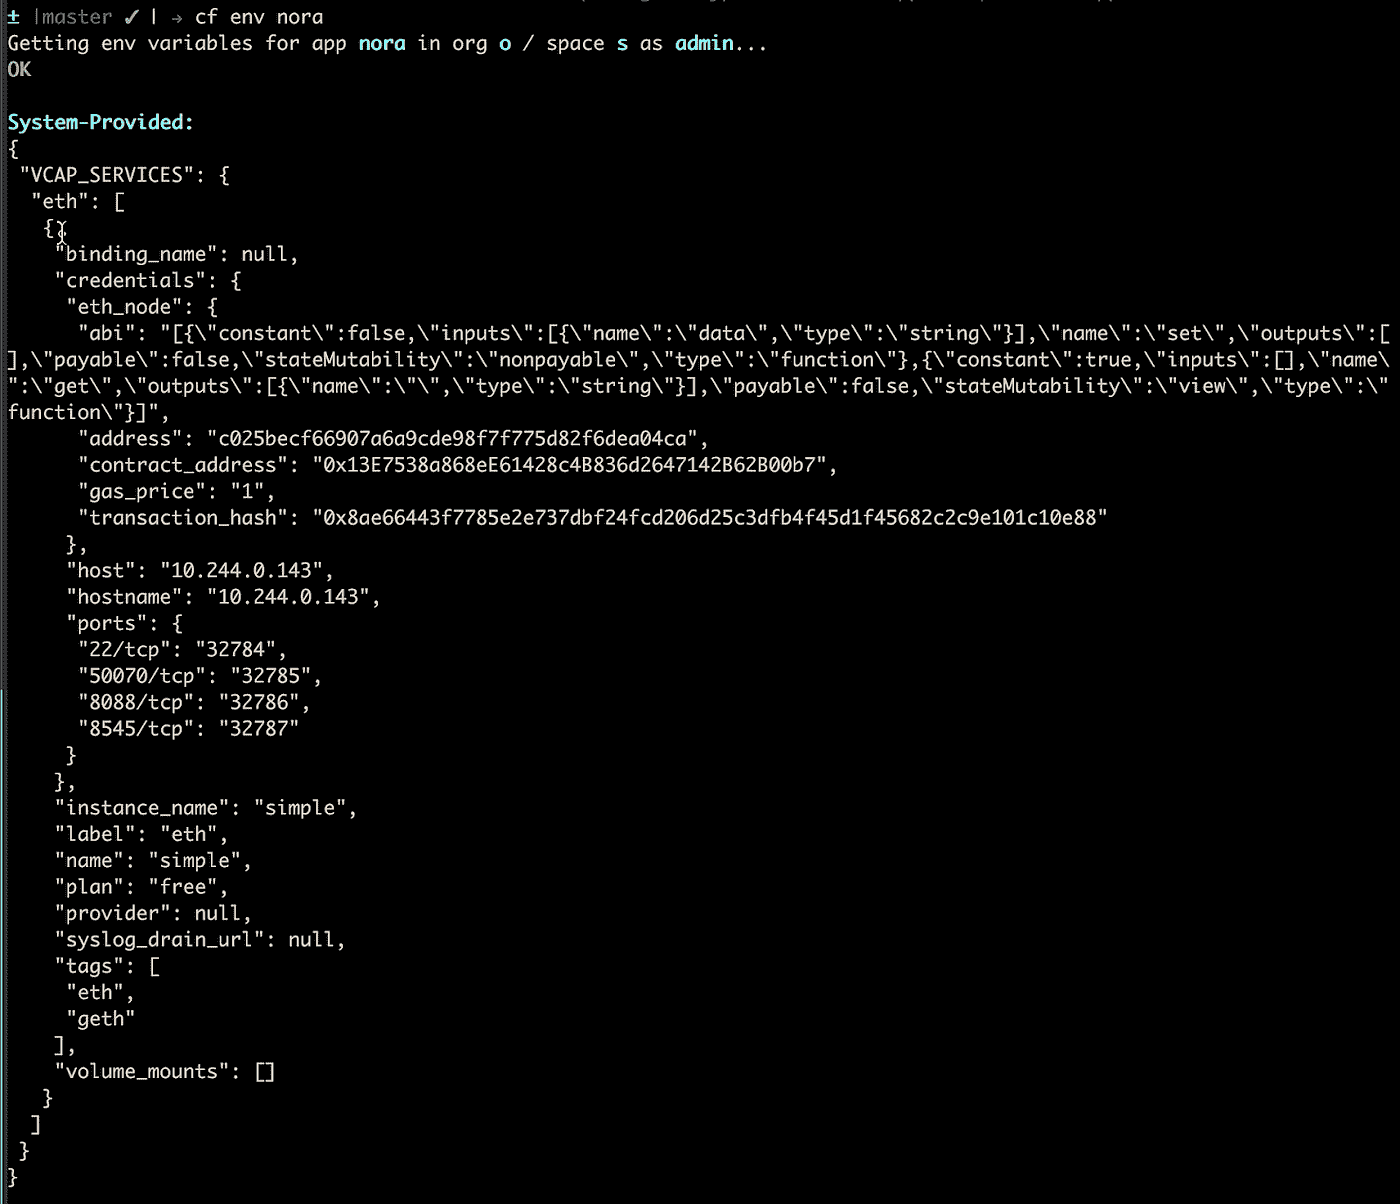 ± |master ✓ | → cf env nora
Getting env variables for app nora in org o / space s as admin...
OK
System-Provided:
{
"VCAP_SERVICES": {
"eth": [
{
"binding_name": null,
"credentials": {
"eth_node": {
"abi": "[{\"constant\":false,\"inputs\":[{\"name\":\"data\",\"type\":\"string\"}],\"name\":\"set\",\"outputs\":[
],\"payable\":false,\"stateMutability\":\"nonpayable\",\"type\":\"function\"},{\"constant\":true,\"inputs\":[],\"name\
":\"get\",\"outputs\":[{\"name\":\"\",\"type\":\"string\"}],\"payable\":false,\"stateMutability\":\"view\",\"type\":\"
function\"}]",
"address": "c025becf66907a6a9cde98f7f775d82f6dea04ca",
"contract_address": "0x13E7538a868eE61428c4B836d2647142B62B00b7",
"gas_price": "1",
"transaction_hash": "0x8ae66443f7785e2e737dbf24fcd206d25c3dfb4f45d1f45682c2c9e101c10e88"
},
"host": "10.244.0.143",
"hostname": "10.244.0.143",
"ports": {
"22/tcp": "32784",
"50070/tcp": "32785",
"8088/tcp": "32786",
"8545/tcp": "32787"
}
},
"instance_name": "simple",
"label": "eth",
"name": "simple",
"plan": "free",
"provider": null,
"syslog_drain_url": null,
"tags": [
"eth",
"geth"
],
"volume_mounts": []
}
]
}
}